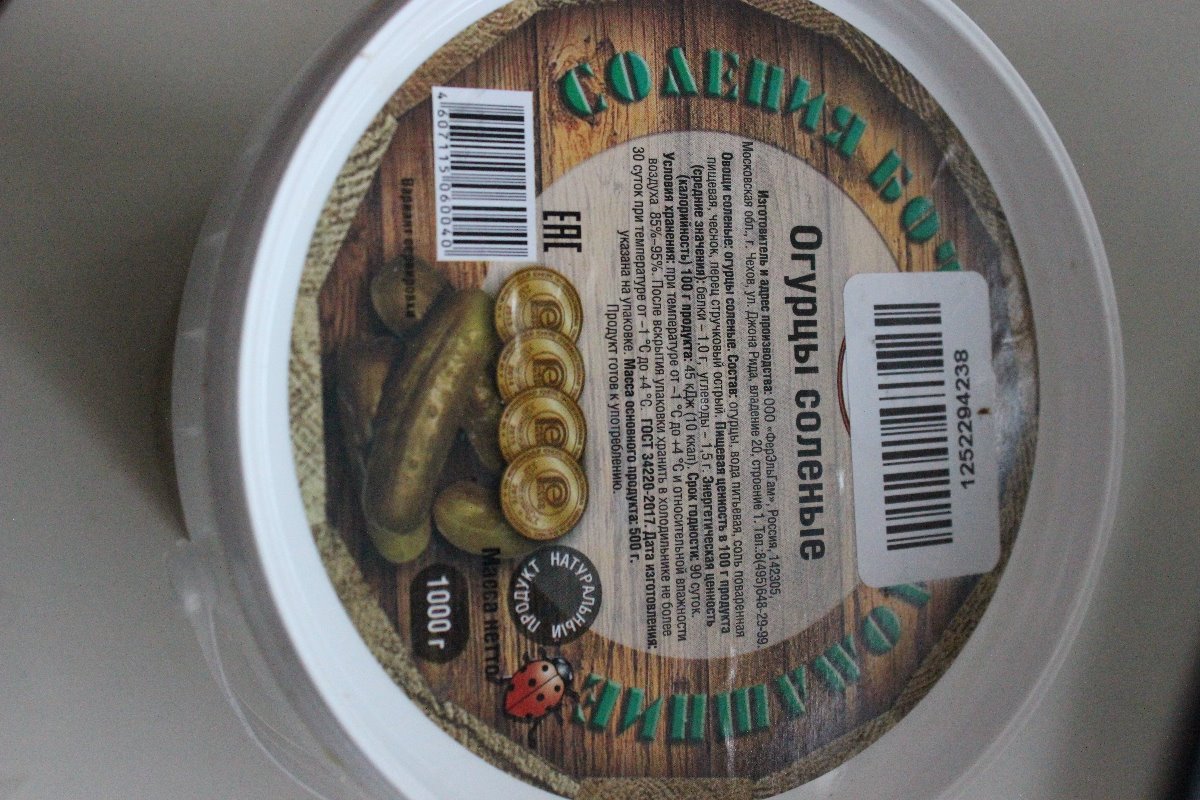 СОЛЕНИЯ
1252294238
Огурцы соленые
Изготовитель и адрес производства: ООО «ФерЭльГам», Россия, 142305,
Московская обл., г. Чехов, ул. Джона Рида, владение 20, строение 1. Тел.:8(495)648-29-99.
Овощи соленые: огурцы соленые. Состав: огурцы, вода питьевая, соль поваренная
пищевая, чеснок, перец стручковый острый. Пищевая ценность в 100 г продукта
(средние значения): белки – 1,0 г, углеводы – 1,5 г. Энергетическая ценность
(калорийность) 100 г продукта: 45 кДж (10 ккал). Срок годности: 90 суток.
Условия хранения: при температуре от –1 °С до +4 °С и относительной влажности
воздуха 85%–95%. После вскрытия упаковки хранить в холодильнике не более
30 суток при температуре от –1 °С до +4 °С. ГОСТ 34220-2017. Дата изготовления:
указана на упаковке. Масса основного продукта: 500 г.
Продукт готов к употреблению.
ЕАС
4 607115 060040
Вариант сервировки
НАТУРАЛЬНЫЙ ПРОДУКТ
Масса нетто
1000 г